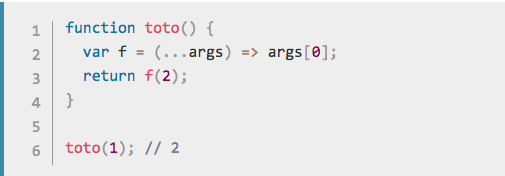 1 function toto() {
2   var f = (...args) => args[0];
3   return f(2);
4 }
5
6 toto(1); // 2